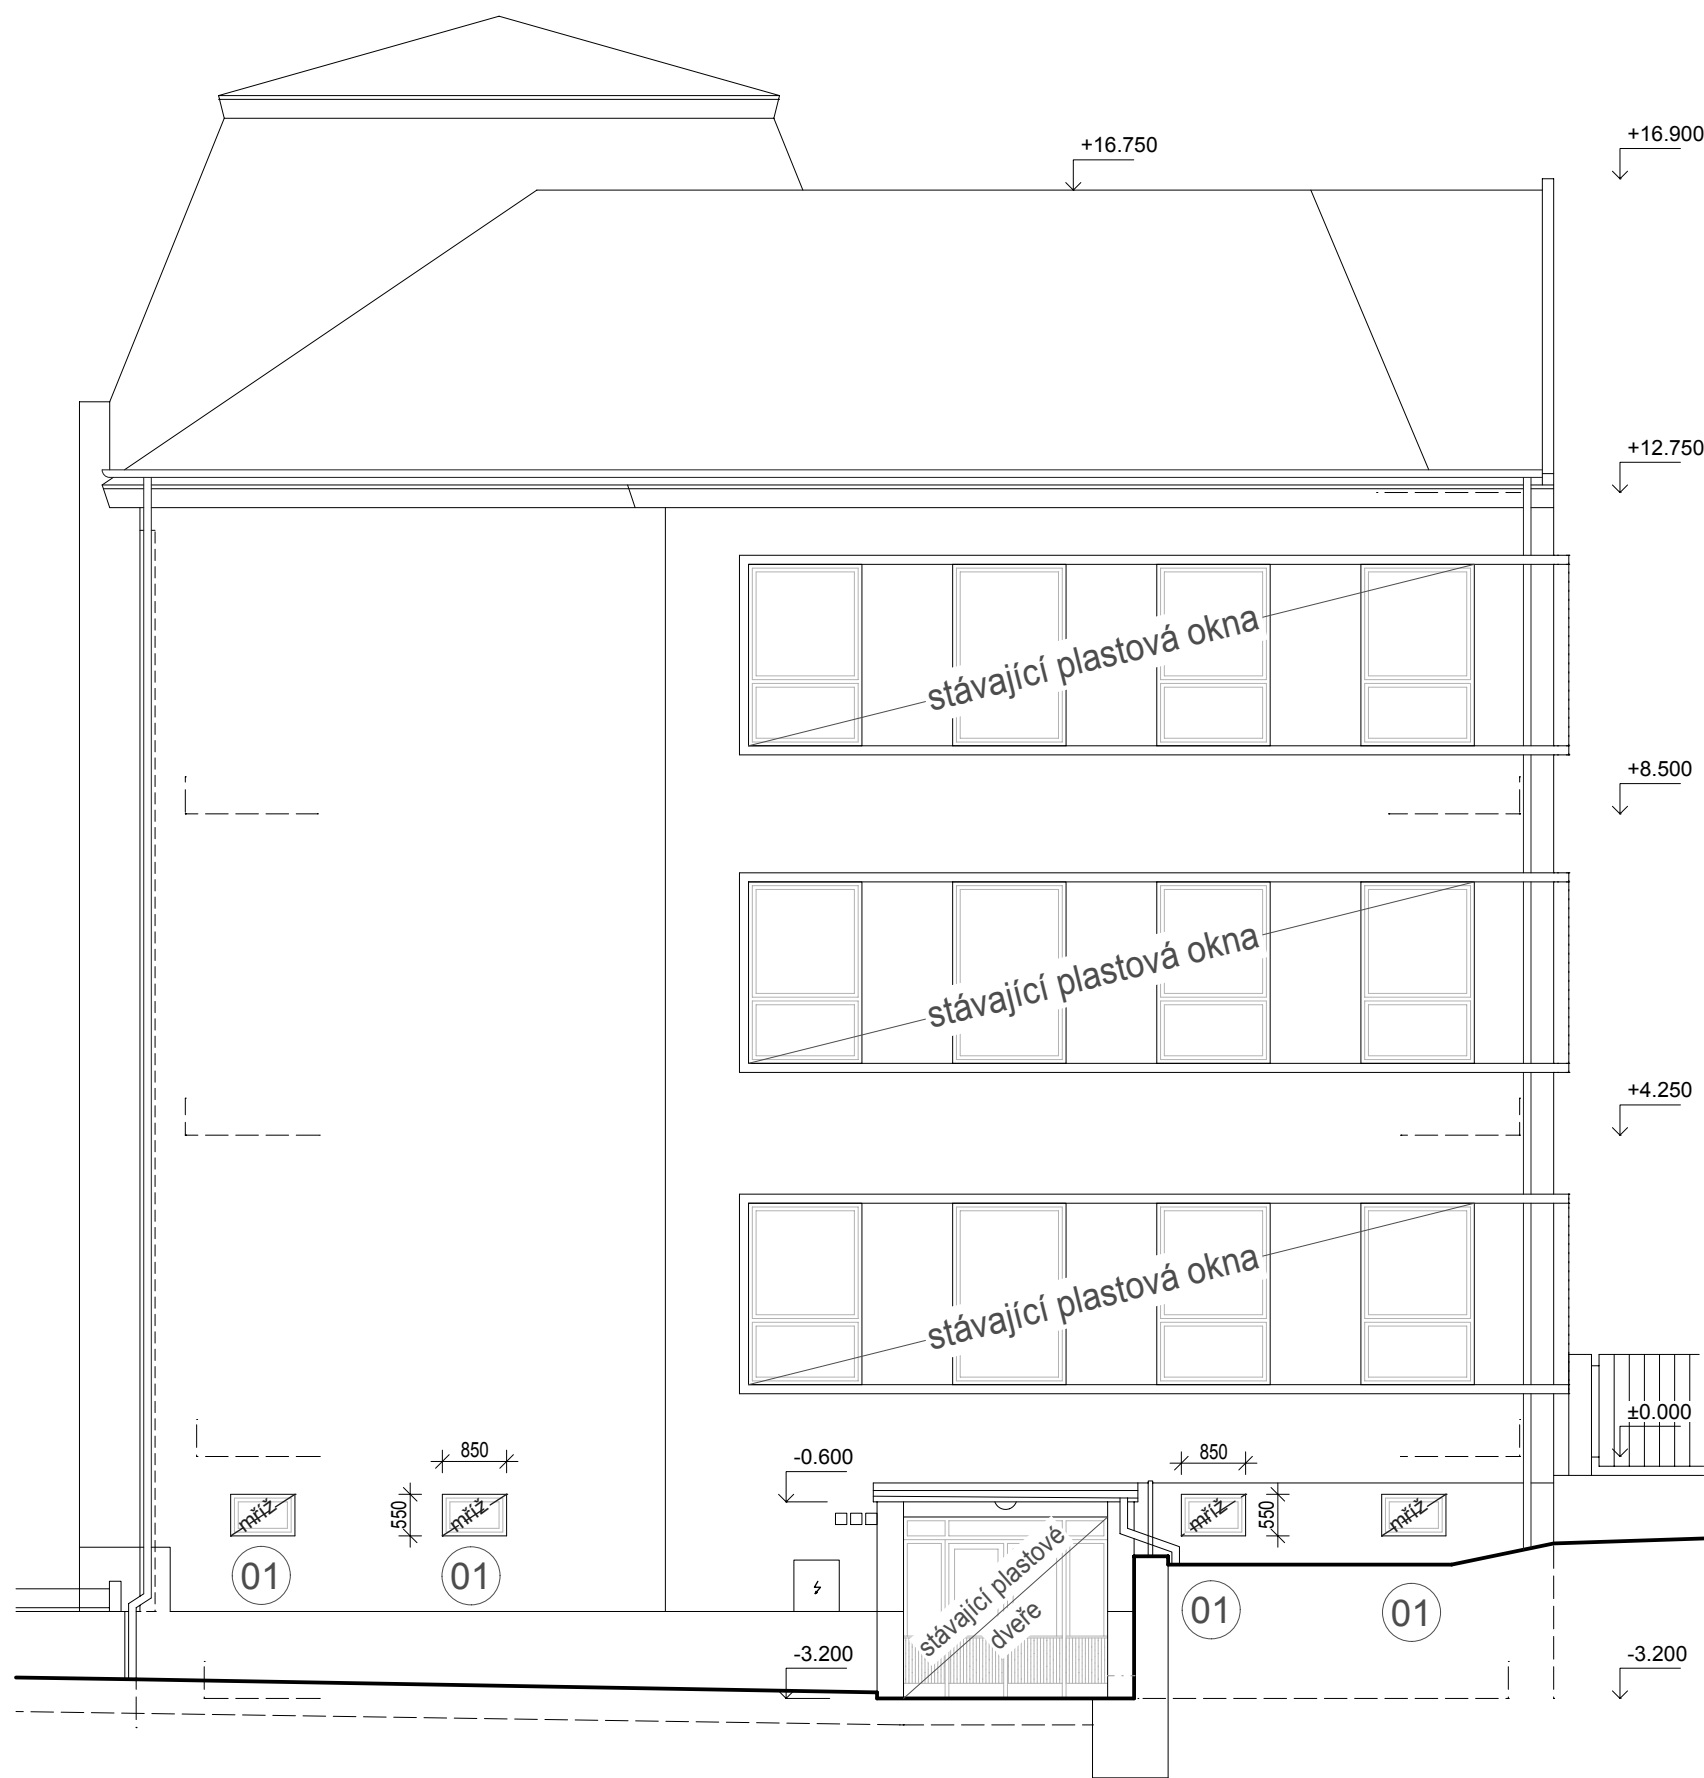 +16.750
+16.900
+12.750
stávající plastová okna
+8.500
stávající plastová okna
+4.250
stávající plastová okna
±0.000
850
-0.600
850
550
550
mříž
mříž
mříž
mříž
01
01
01
01
stávající plastové
dveře
-3.200
-3.200